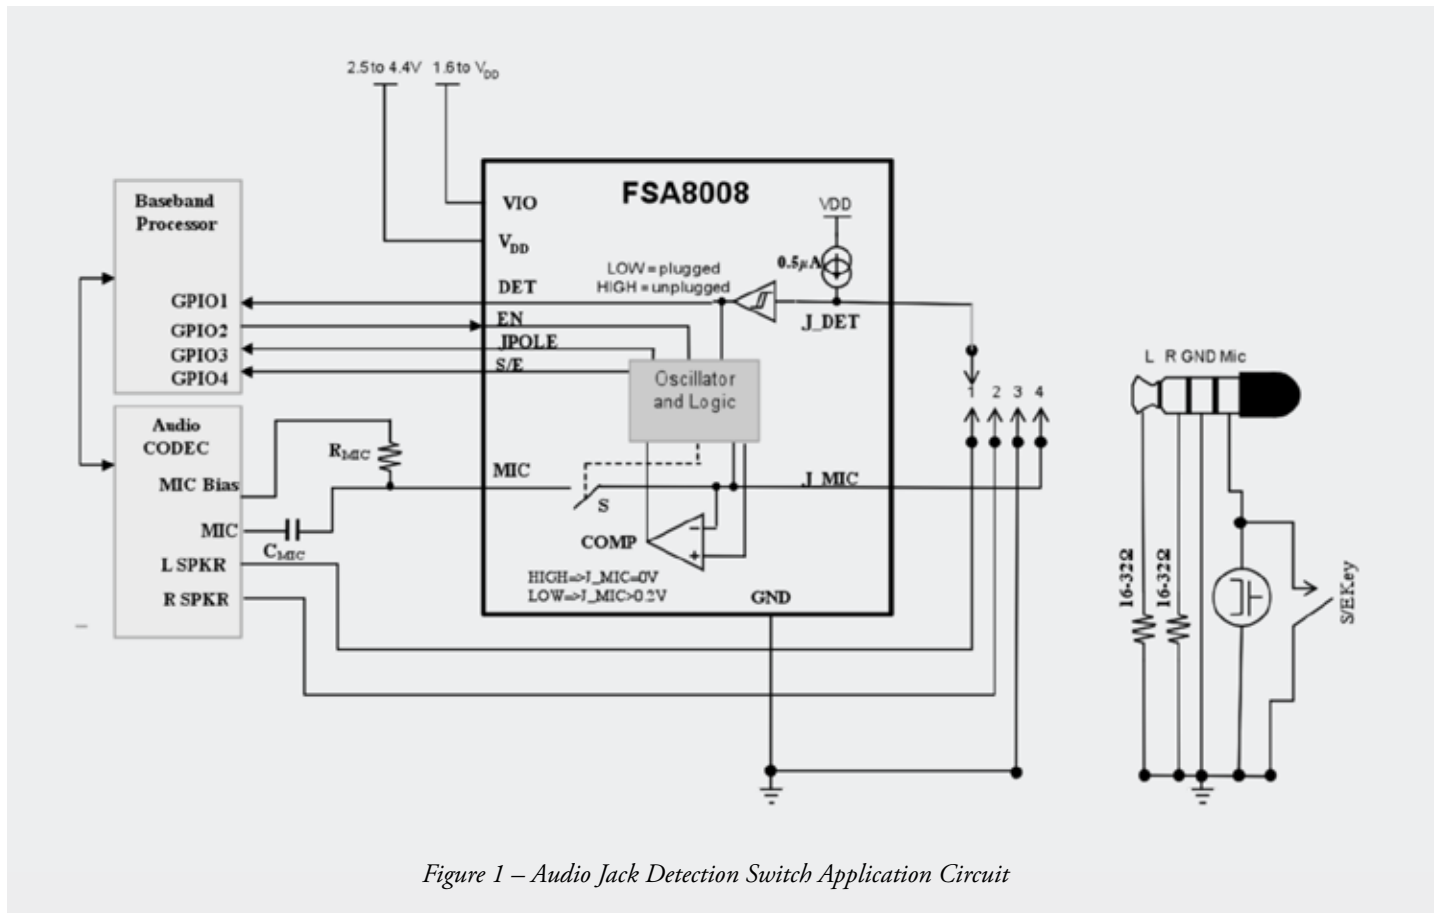 2.5 to 4.4V 1.6 to VDD
Baseband
Processor
GPIO1
GPIO2
GPIO3
GPIO4
Audio
CODEC
MIC Bias
MIC
L SPKR
R SPKR
RMIC
CMIC
FSA8008
VIO
VDD
DET
EN
JPOLE
S/E
MIC
LOW = plugged
HIGH = unplugged
VDD
0.5µA
J_DET
Oscillator
and Logic
S
J_MIC
COMP
-
+
HIGH=>J_MIC=0V
LOW=>J_MIC>0.2V
GND
1 2 3 4
L R GND Mic
16-32Ω
16-32Ω
S/E Key
Figure 1 – Audio Jack Detection Switch Application Circuit